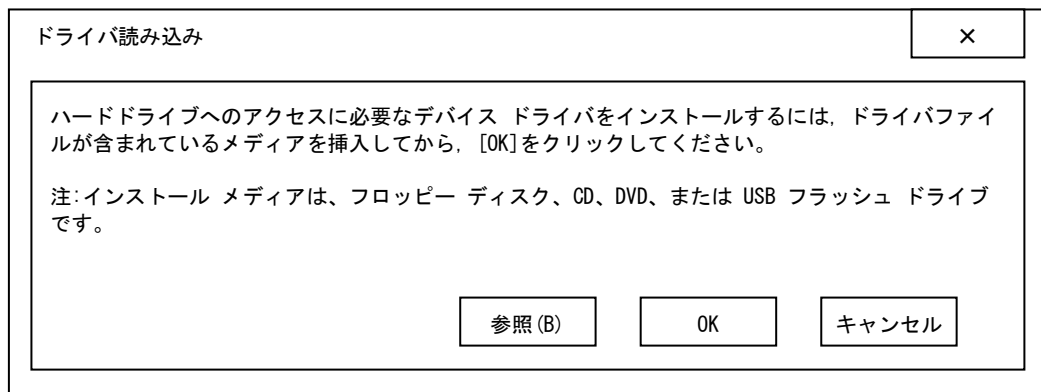 ドライバ読み込み
×
ハードドライブへのアクセスに必要なデバイス ドライバをインストールするには, ドライバファイ
ルが含まれているメディアを挿入してから, [OK]をクリックしてください。
注:インストール メディアは、フロッピー ディスク、CD、DVD、または USB フラッシュ ドライブ
です。
参照(B)
OK
キャンセル